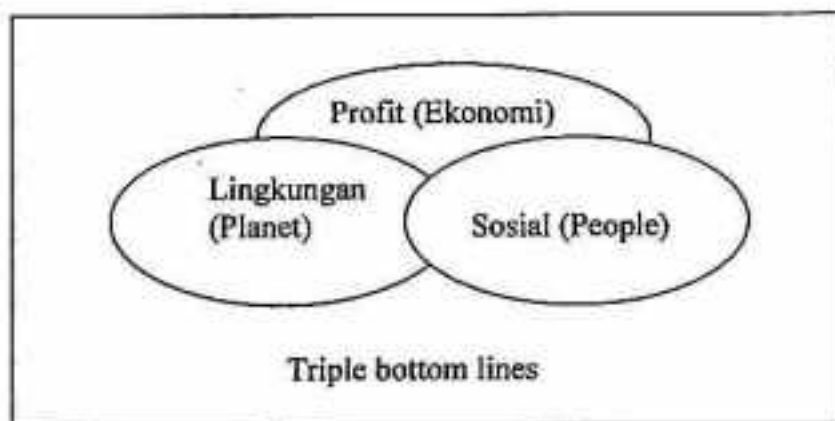 Profit (Ekonomi)
Lingkungan
(Planet)
Sosial (People)
Triple bottom lines